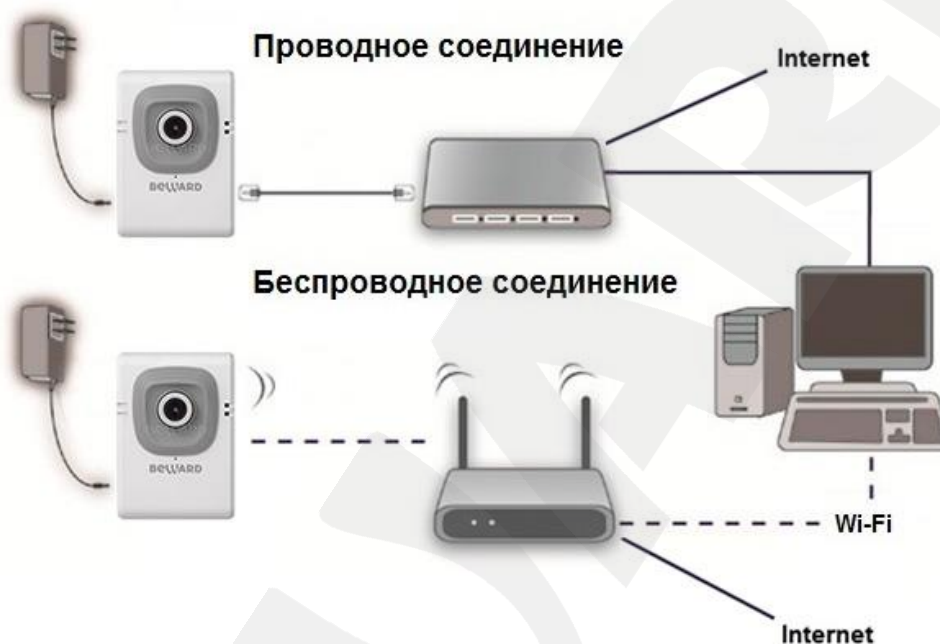 Проводное соединение
Internet
BEWARD
Беспроводное соединение
BEWARD
Wi-Fi
Internet